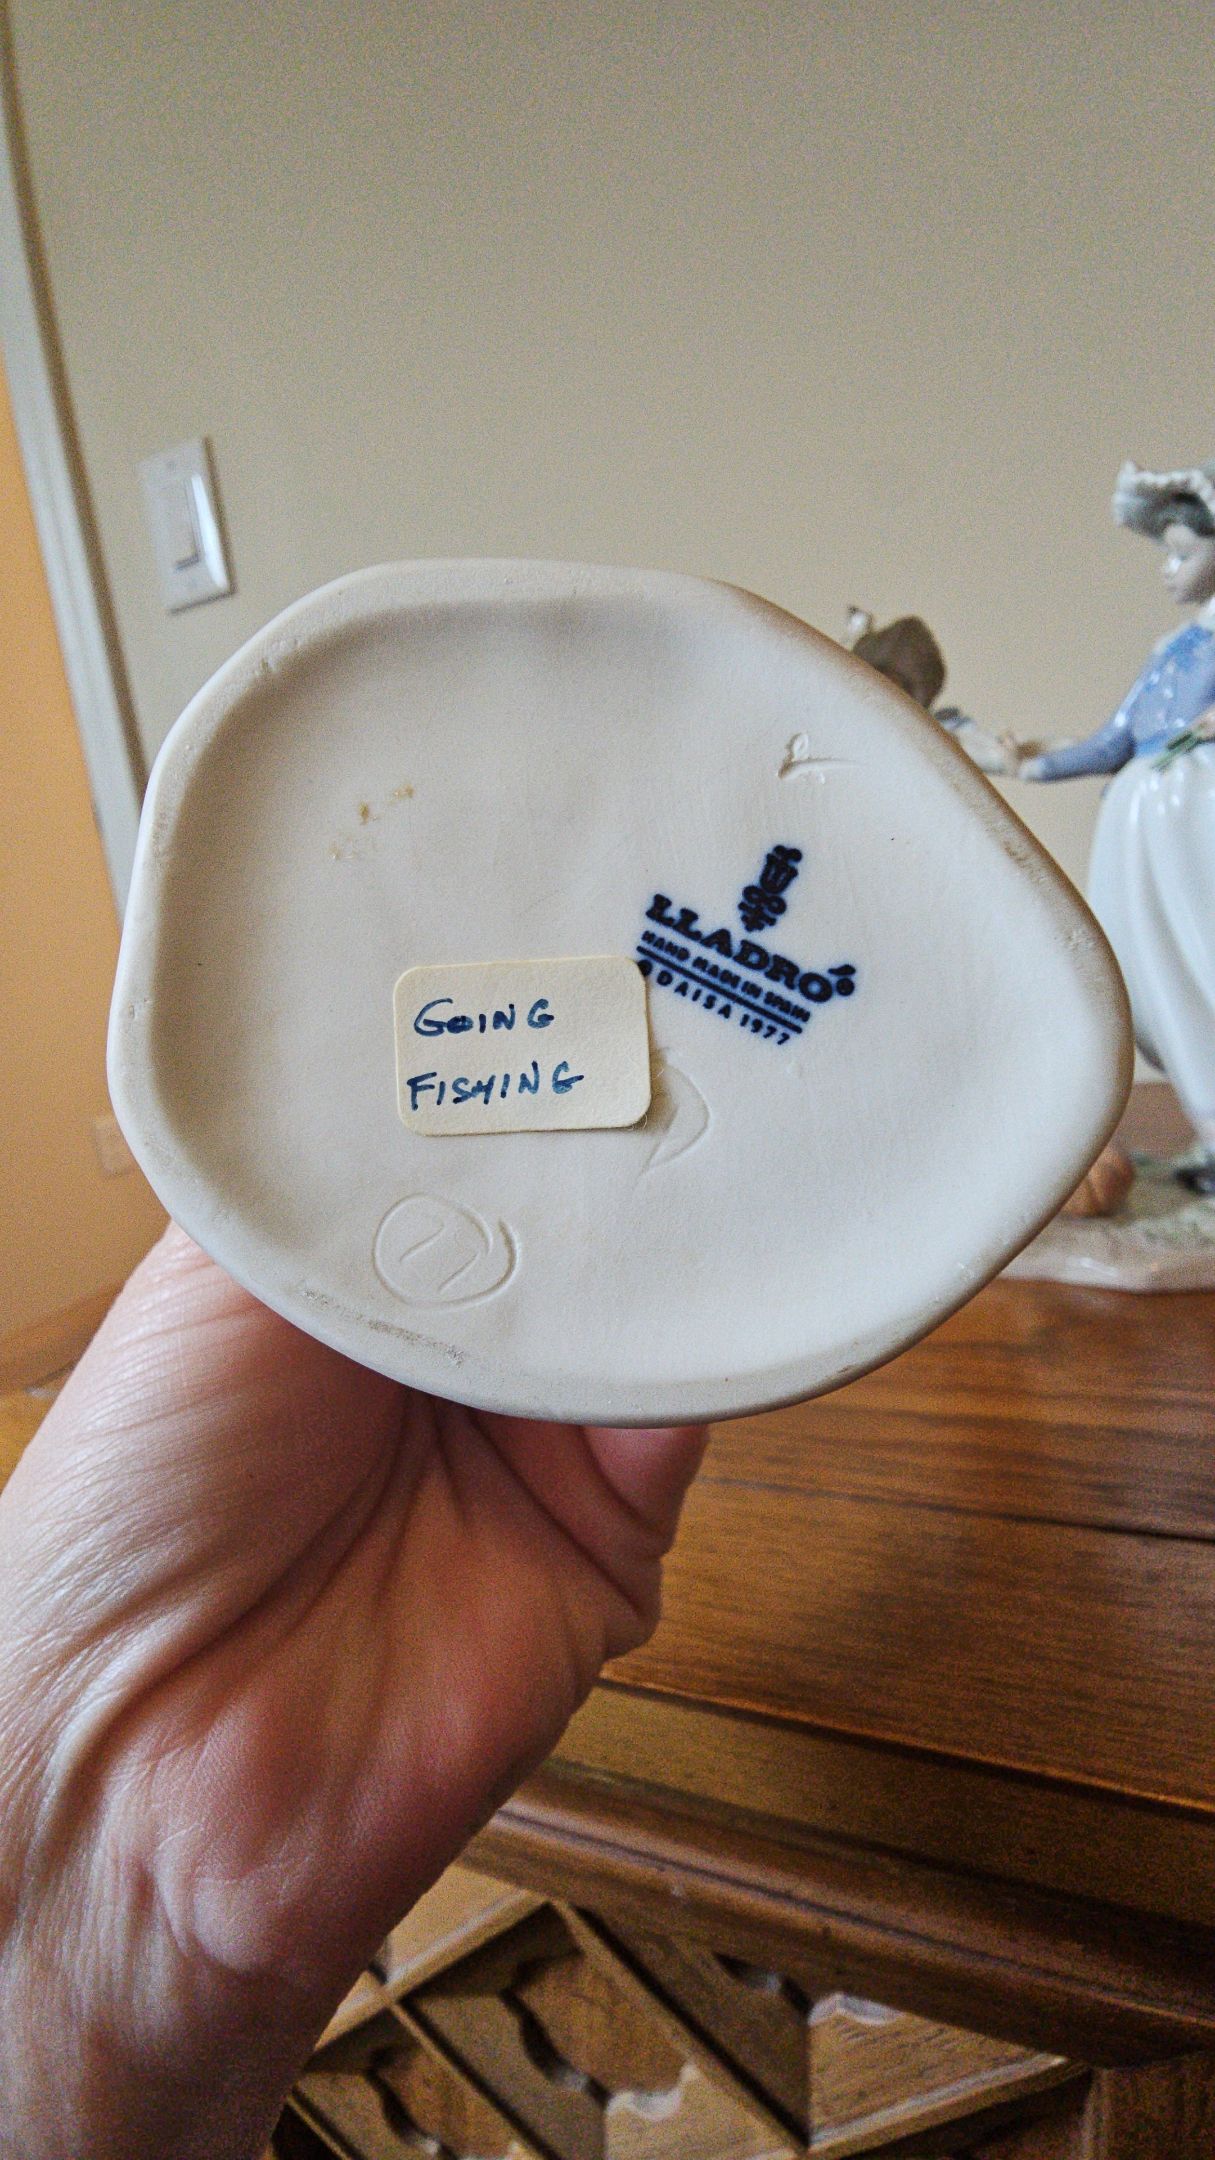 LLADRÓ
HAND MADE IN SPAIN
© DAISA 1977
GOING
FISHING